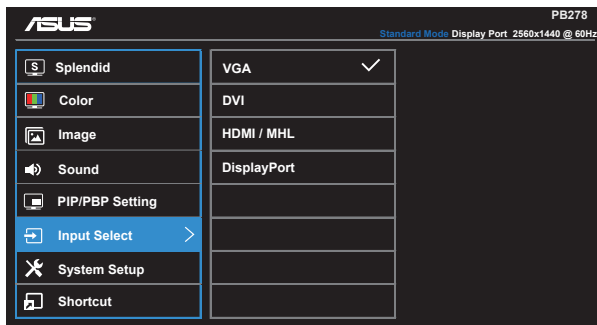 ASUS
PB278
Standard Mode Display Port 2560x1440 @ 60Hz
S Splendid
Color
Image
Sound
PIP/PBP Setting
Input Select
System Setup
Shortcut
VGA
DVI
HDMI / MHL
DisplayPort